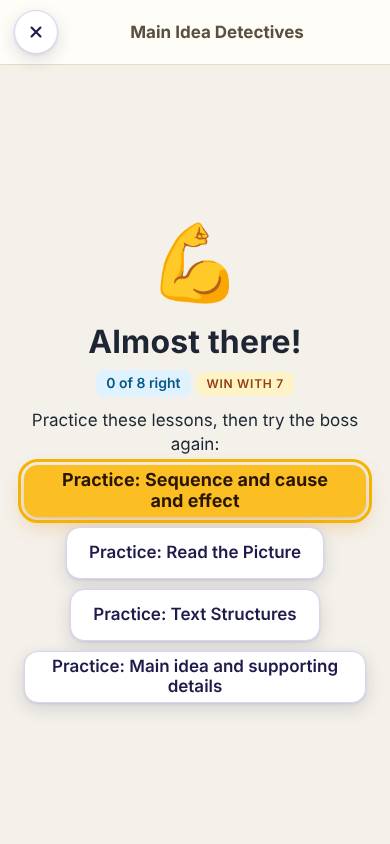 ✕
Main Idea Detectives
Almost there!
0 of 8 right
WIN WITH 7
Practice these lessons, then try the boss
again:
Practice: Sequence and cause
and effect
Practice: Read the Picture
Practice: Text Structures
Practice: Main idea and supporting
details